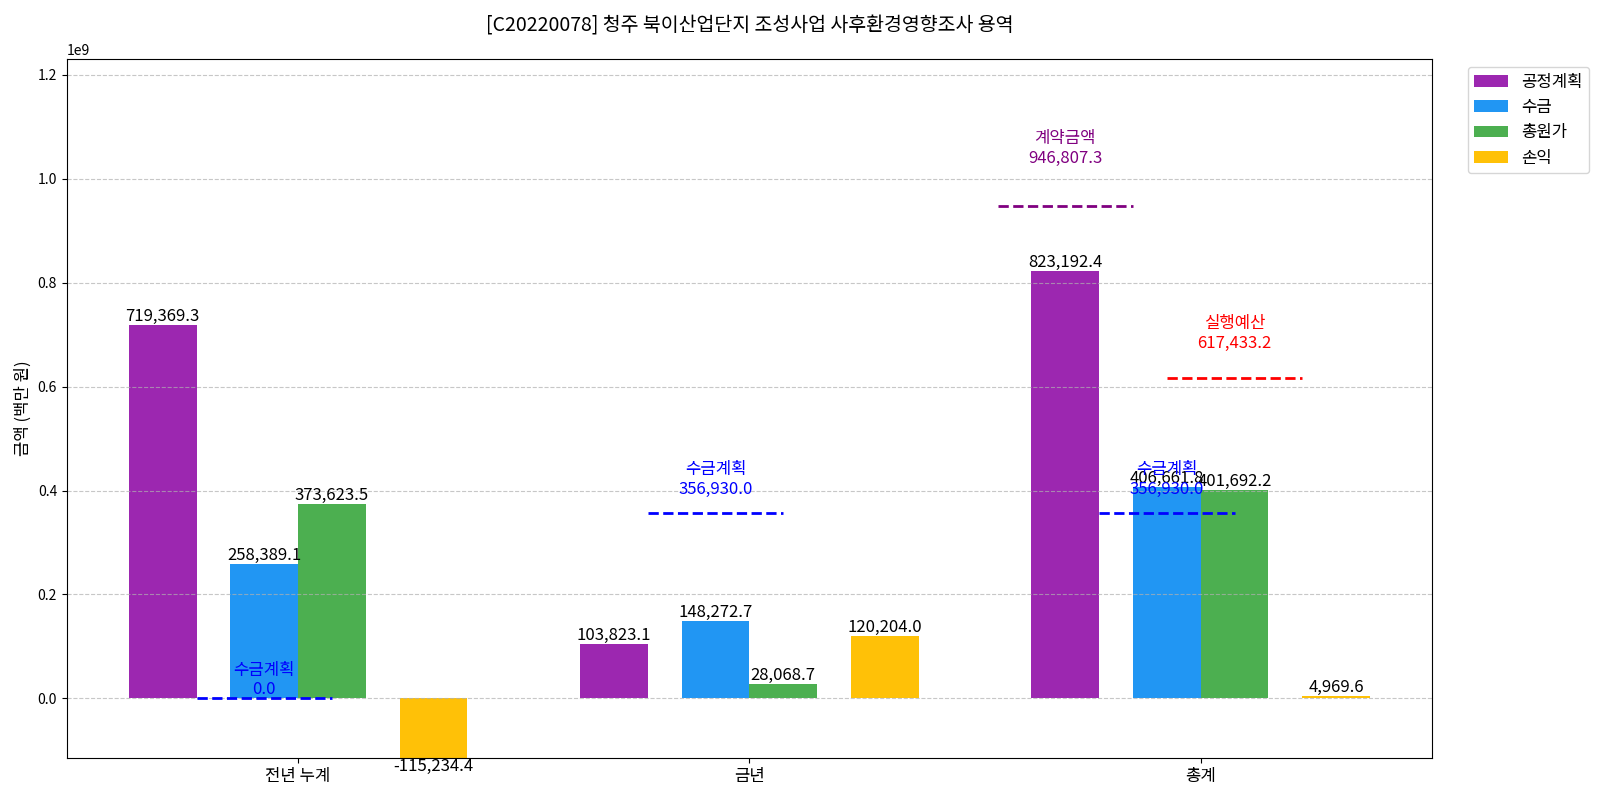 [C20220078] 청주 북이산업단지 조성사업 사후환경영향조사 용역
1e9
1.2
1.0
0.8
0.6
0.4
0.2
0.0
금액 (백만 원)
공정계획
수금
총원가
손익
계약금액
946,807.3
823,192.4
719,369.3
실행예산
617,433.2
수금계획
356,930.0
수금계획
356,930.0
406,661.8
401,692.2
373,623.5
258,389.1
수금계획
0.0
-115,234.4
103,823.1
148,272.7
28,068.7
120,204.0
4,969.6
전년 누계
금년
총계